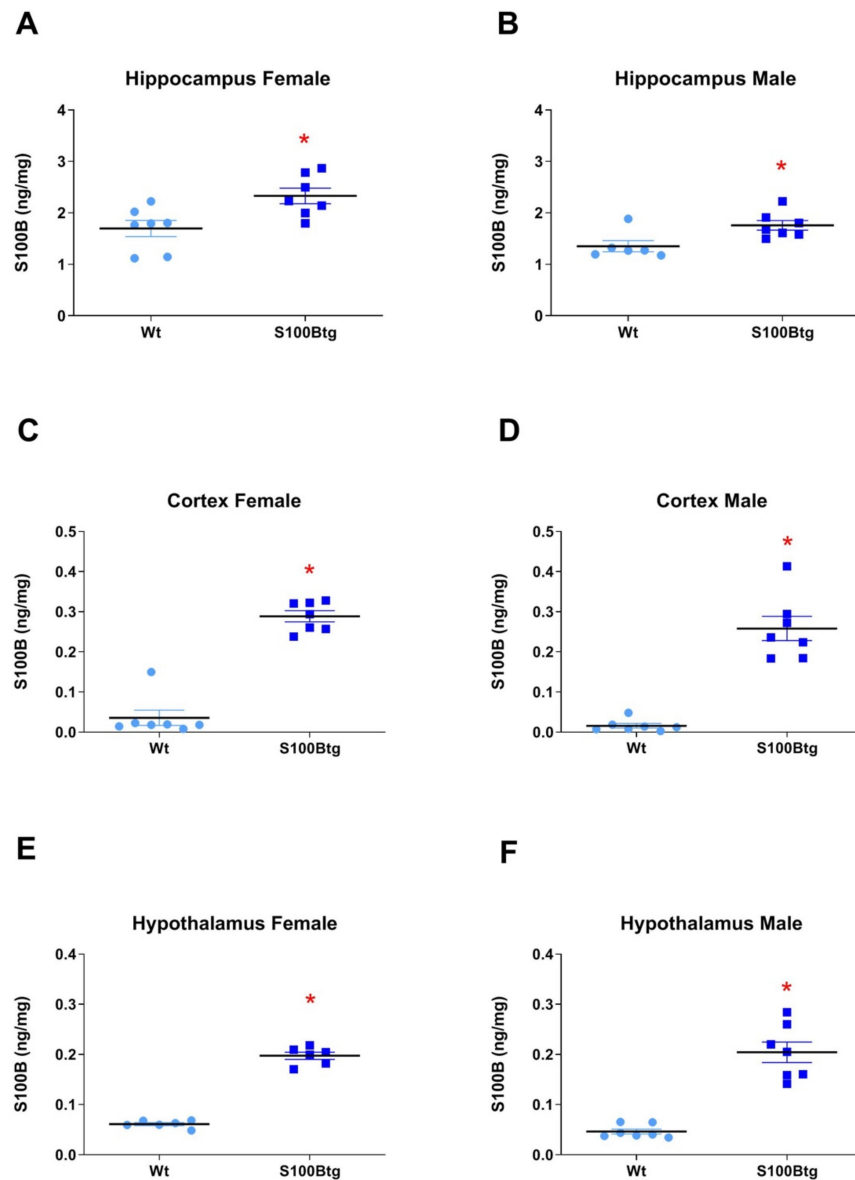 A
B
Hippocampus Female
Hippocampus Male
S100B (ng/mg)
4
3
2
1
0
*
Wt
S100Btg
S100B (ng/mg)
4
3
2
1
0
*
Wt
S100Btg
C
D
Cortex Female
Cortex Male
S100B (ng/mg)
0.5
0.4
0.3
0.2
0.1
0.0
*
Wt
S100Btg
S100B (ng/mg)
0.5
0.4
0.3
0.2
0.1
0.0
*
Wt
S100Btg
E
F
Hypothalamus Female
Hypothalamus Male
S100B (ng/mg)
0.4
0.3
0.2
0.1
0.0
*
Wt
S100Btg
S100B (ng/mg)
0.4
0.3
0.2
0.1
0.0
*
Wt
S100Btg